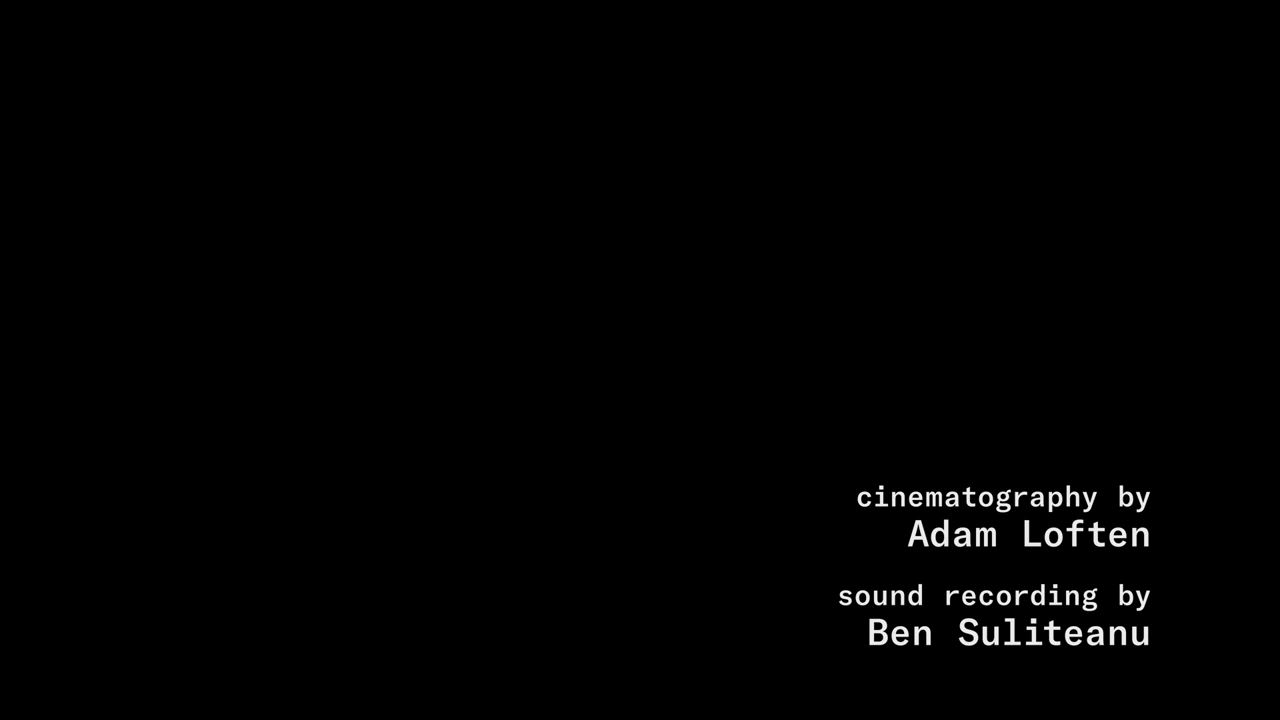 cinematography by
Adam Loften
sound recording by
Ben Suliteanu